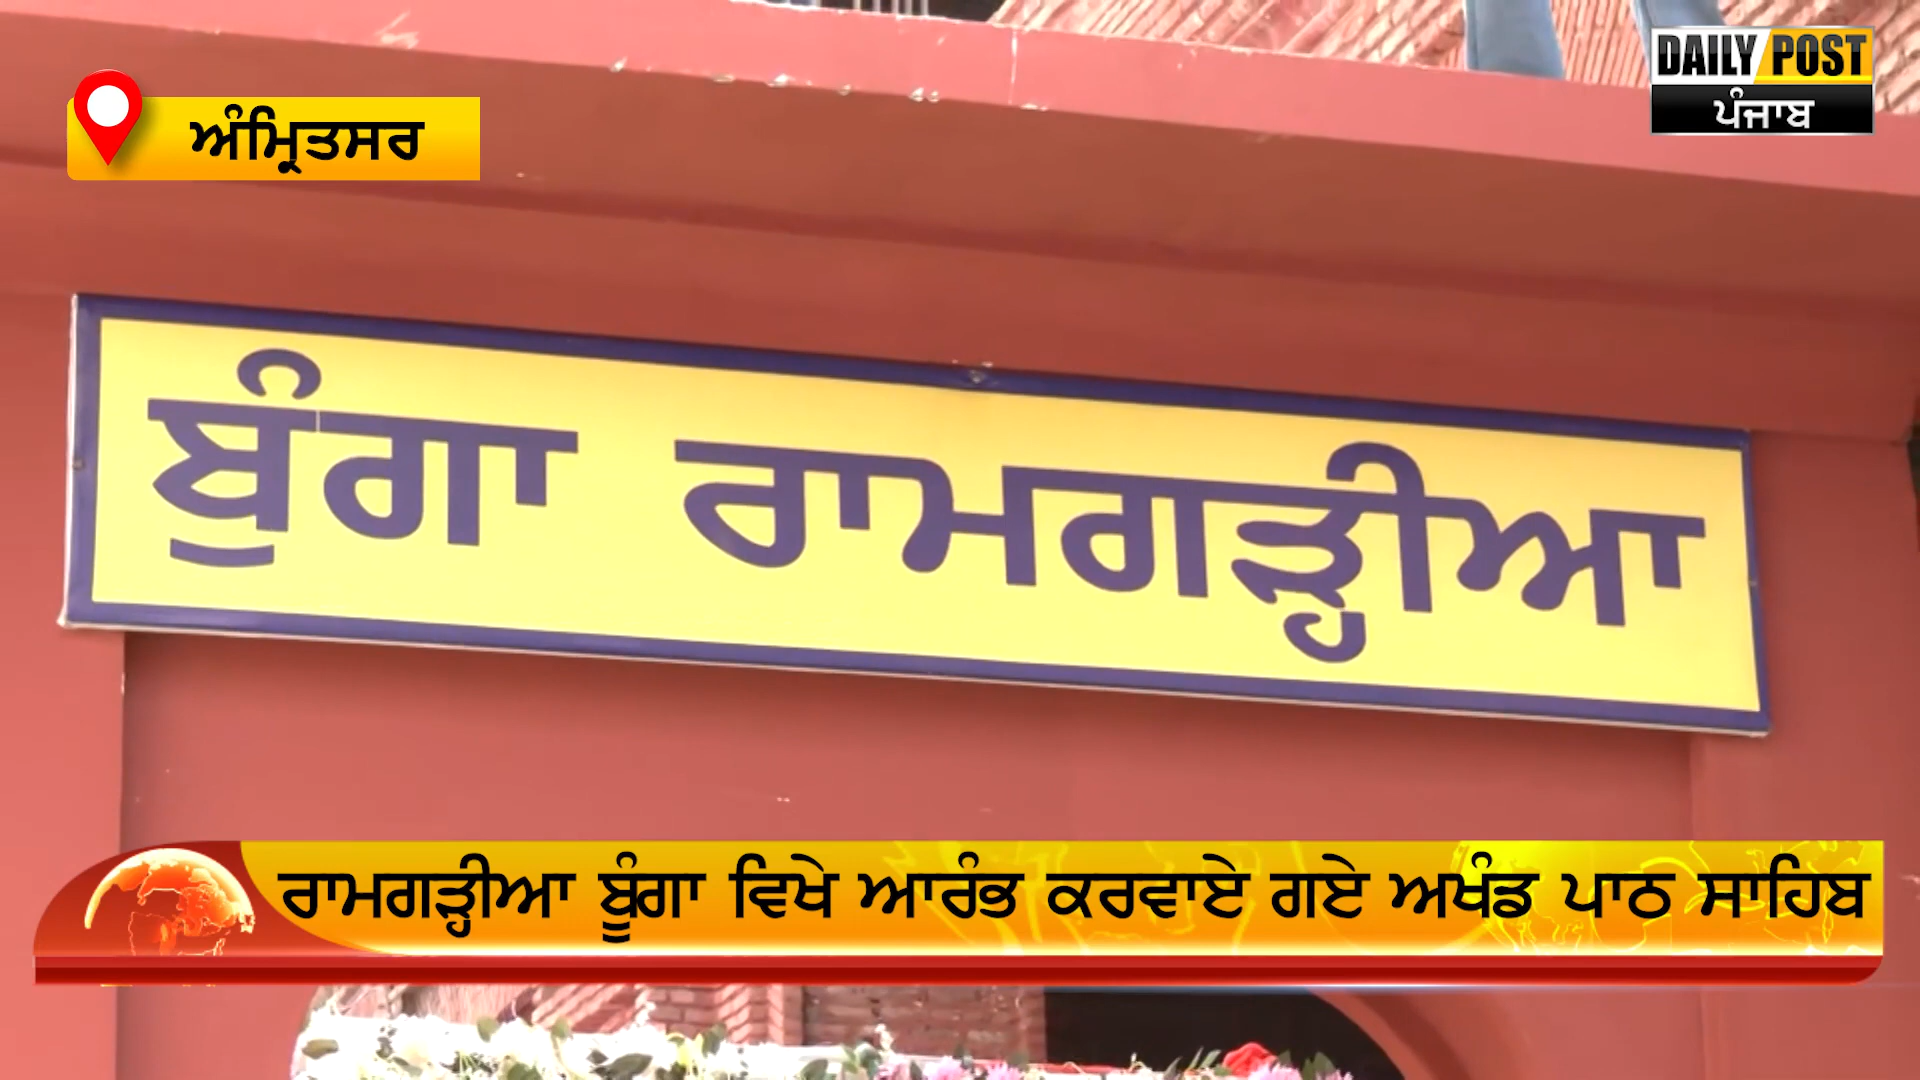 DAILY POST
ਪੰਜਾਬ
ਅੰਮ੍ਰਿਤਸਰ
ਬੁੰਗਾ ਰਾਮਗੜ੍ਹੀਆ
ਰਾਮਗੜ੍ਹੀਆ ਬੂੰਗਾ ਵਿਖੇ ਆਰੰਭ ਕਰਵਾਏ ਗਏ ਅਖੰਡ ਪਾਠ ਸਾਹਿਬ